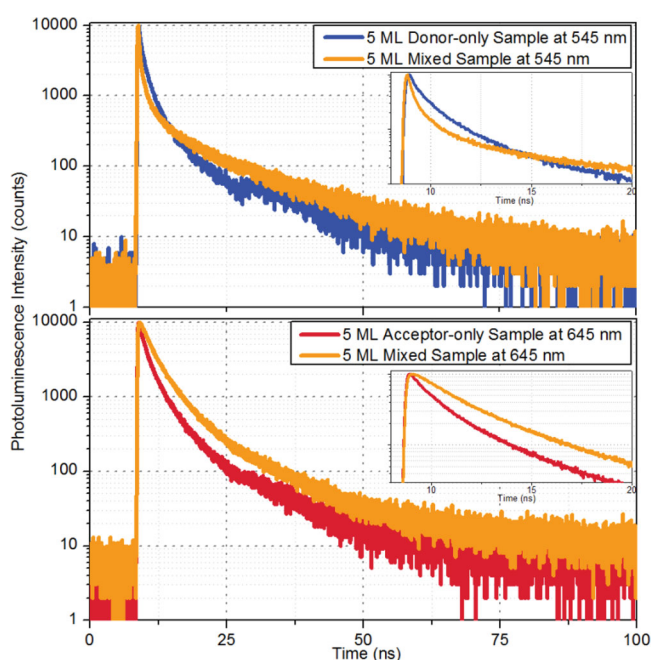 10000
1000
100
10
1
5 ML Donor-only Sample at 545 nm
5 ML Mixed Sample at 545 nm
10 15 20
Time (ns)
Photoluminescence Intensity (counts)
10000
1000
100
10
1
5 ML Acceptor-only Sample at 645 nm
5 ML Mixed Sample at 645 nm
10 15 20
Time (ns)
0 25 50 75 100
Time (ns)